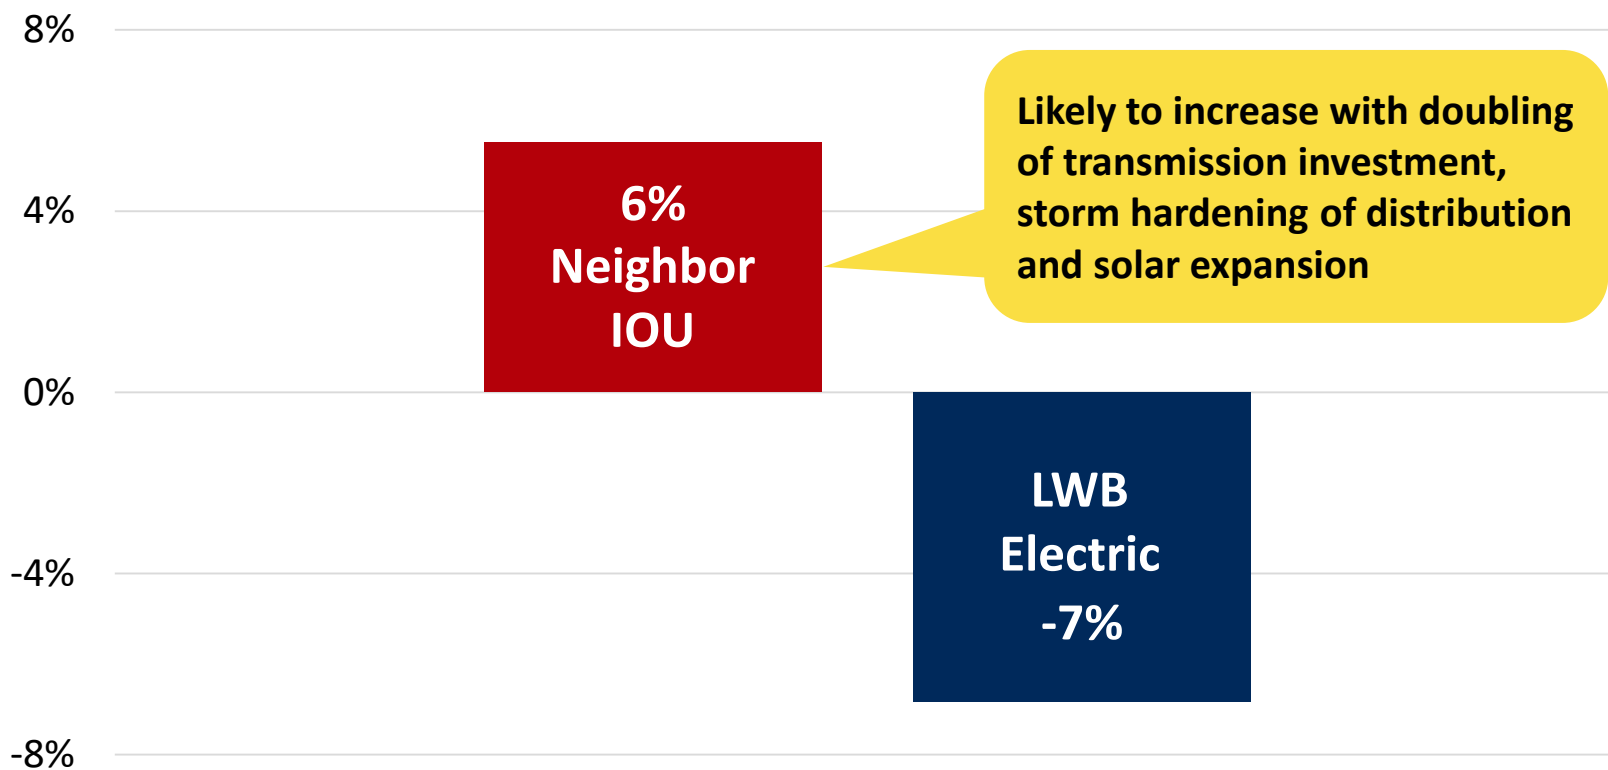 8%
4%
0%
-4%
-8%
6%
Neighbor
IOU
Likely to increase with doubling
of transmission investment,
storm hardening of distribution
and solar expansion
LWB
Electric
-7%